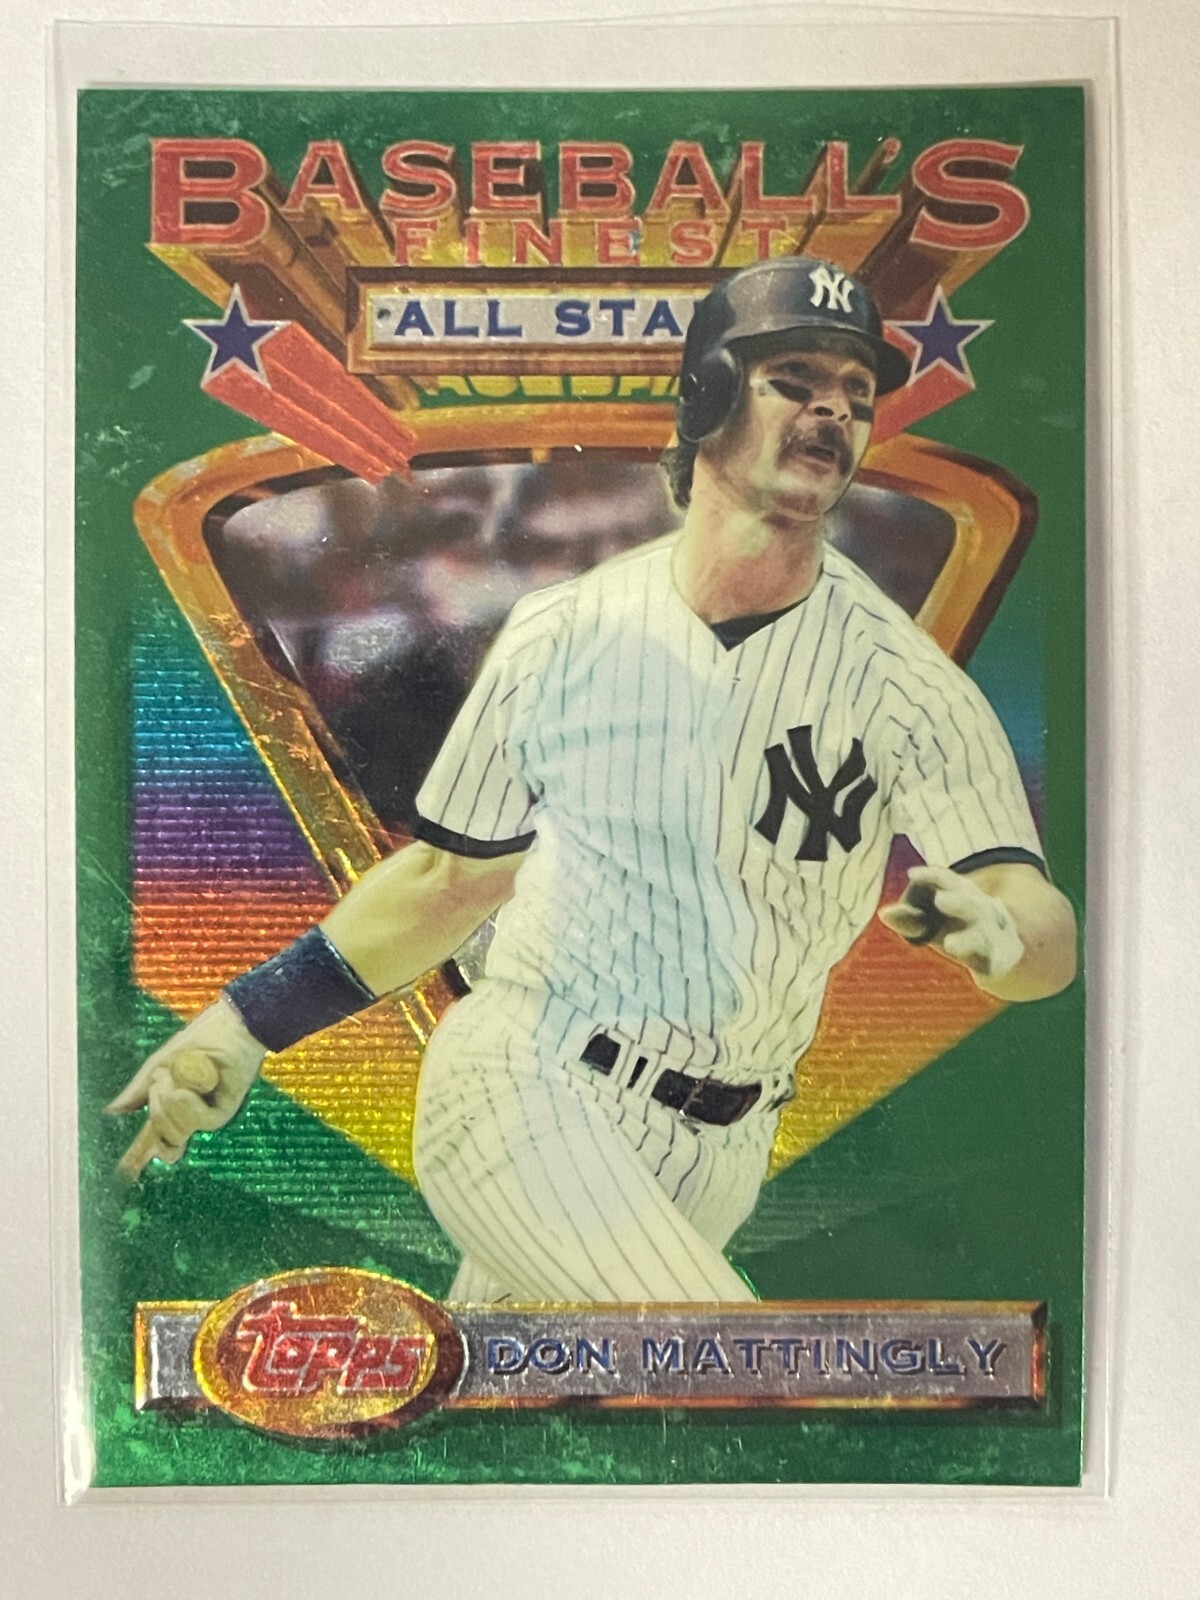 BASEBALL'S
FINEST
NY
ALL STA
NY
Topps
DON MATTINGLY